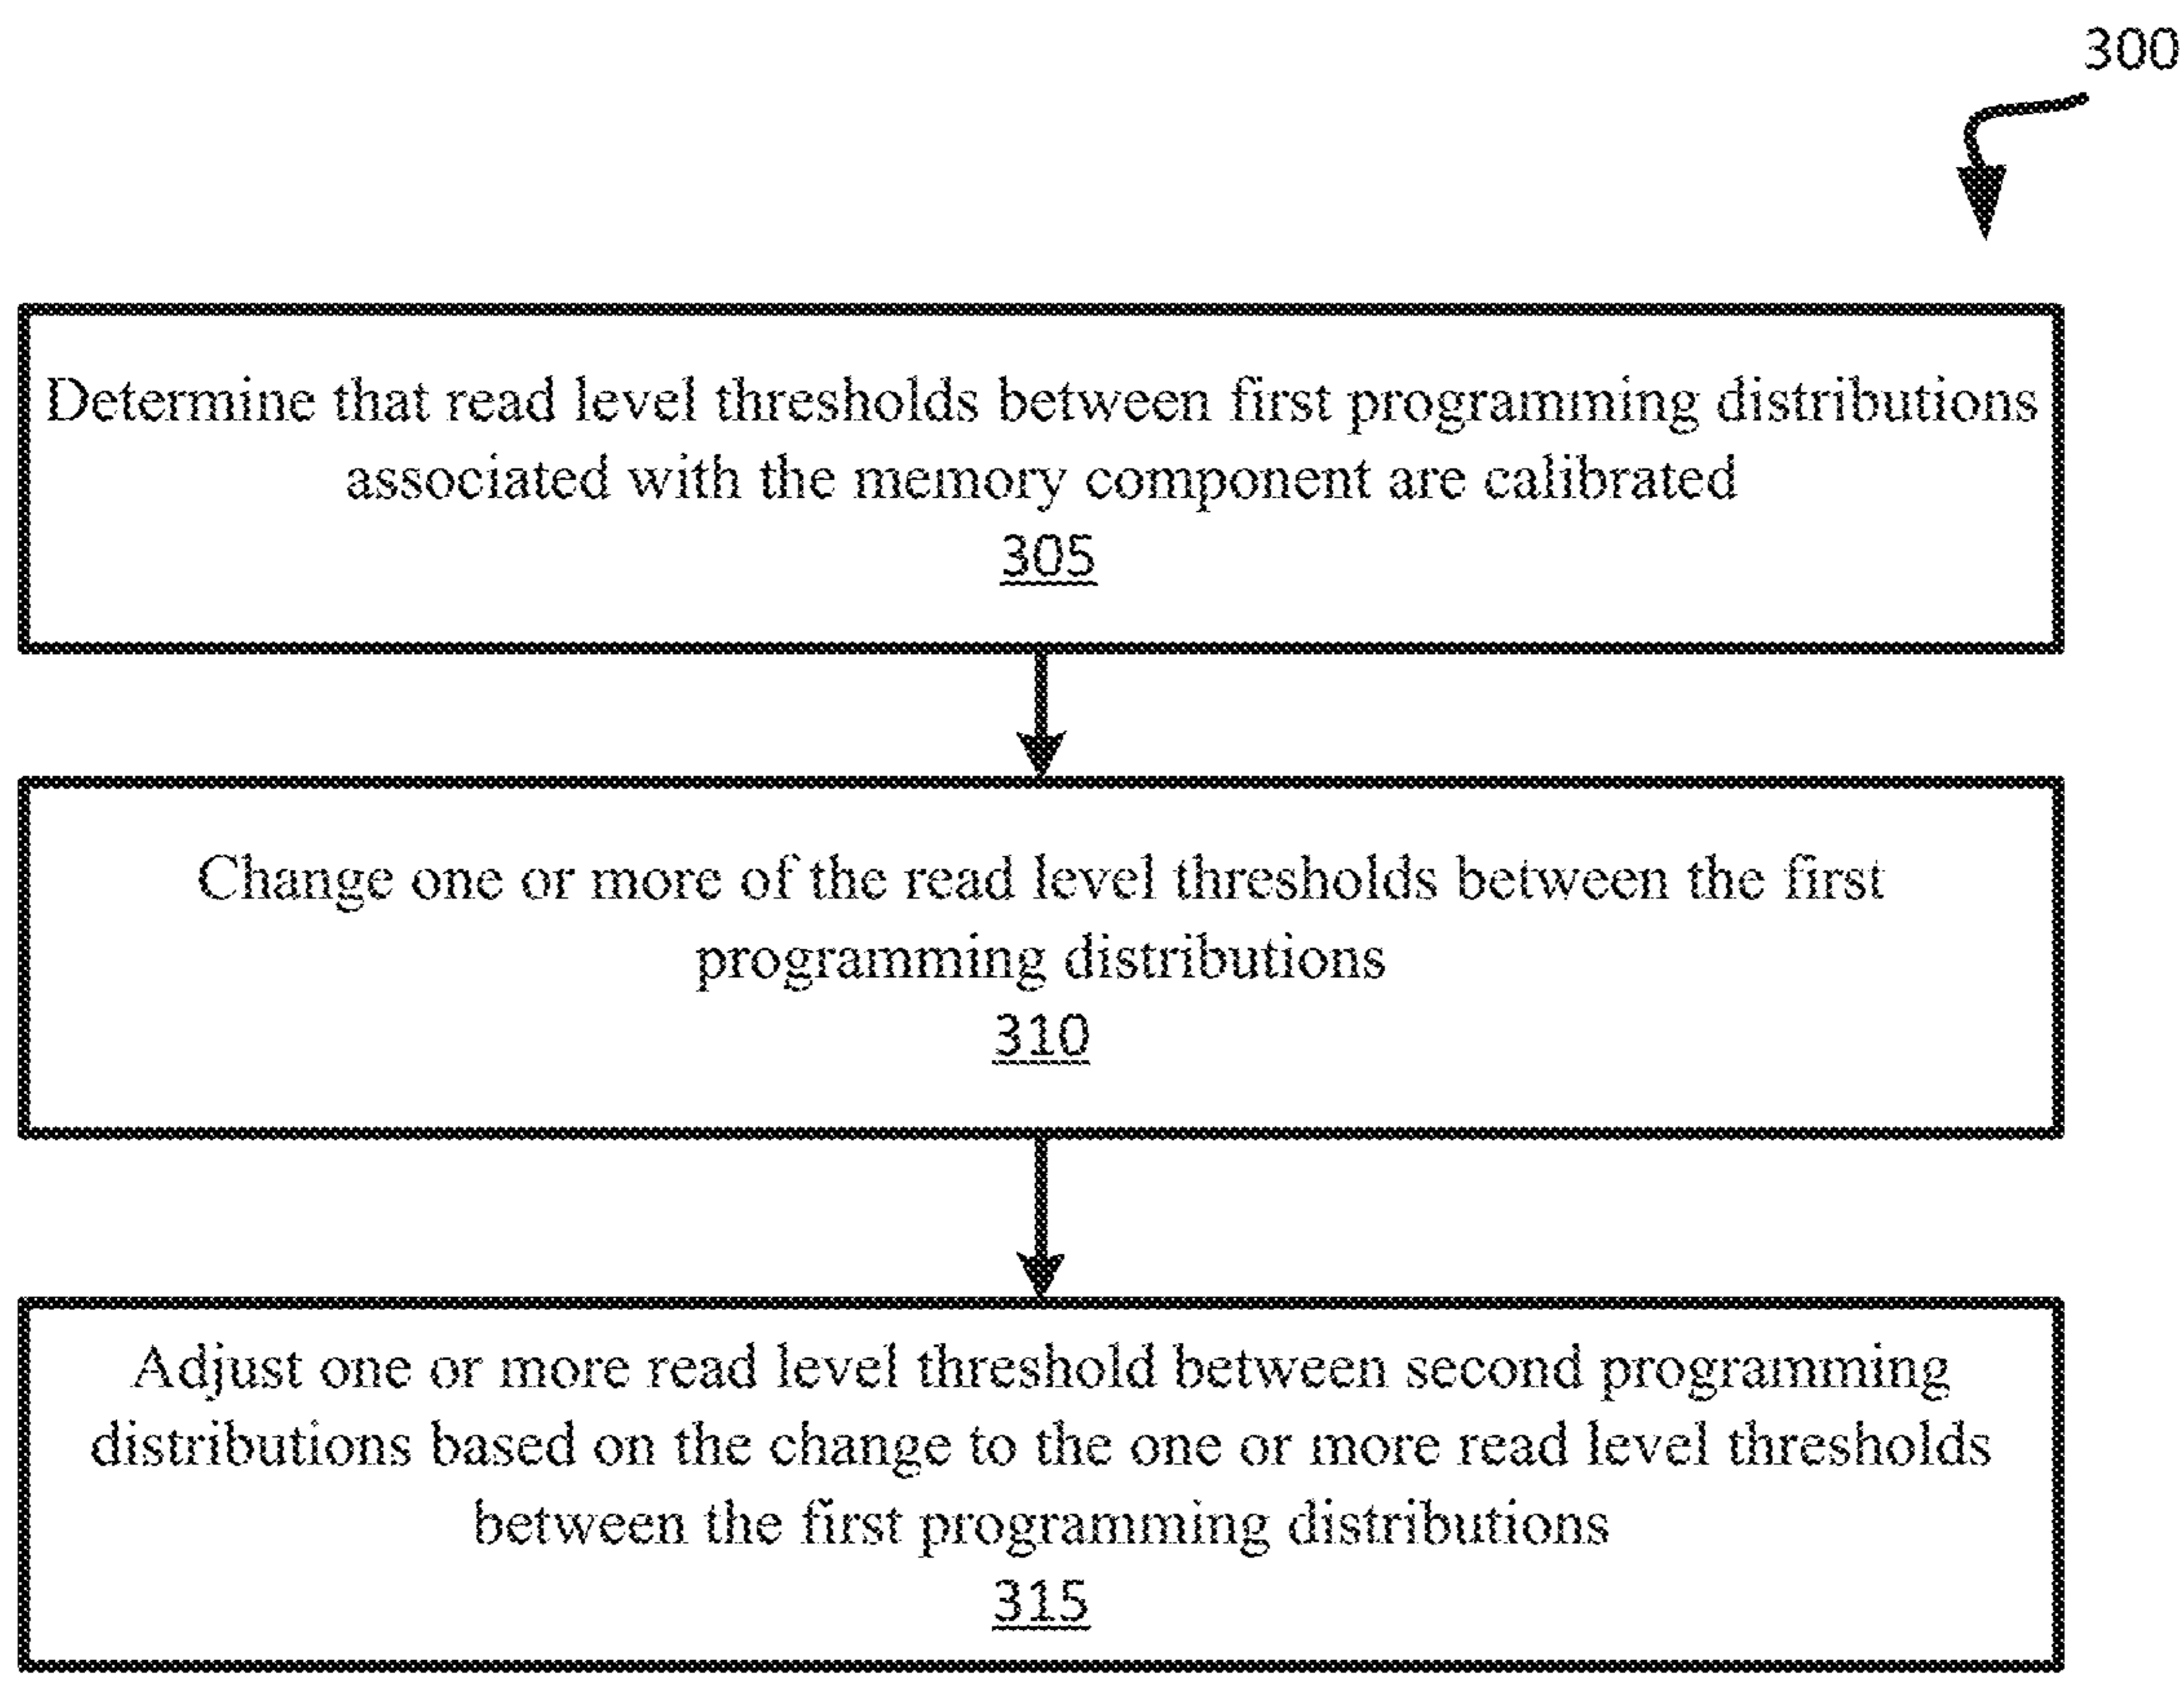 300
Determine that read level thresholds between first programming distributions
associated with the memory component are calibrated
305
Change one or more of the read level thresholds between the first
programming distributions
310
Adjust one or more read level threshold between second programming
distributions based on the change to the one or more read level thresholds
between the first programming distributions
315